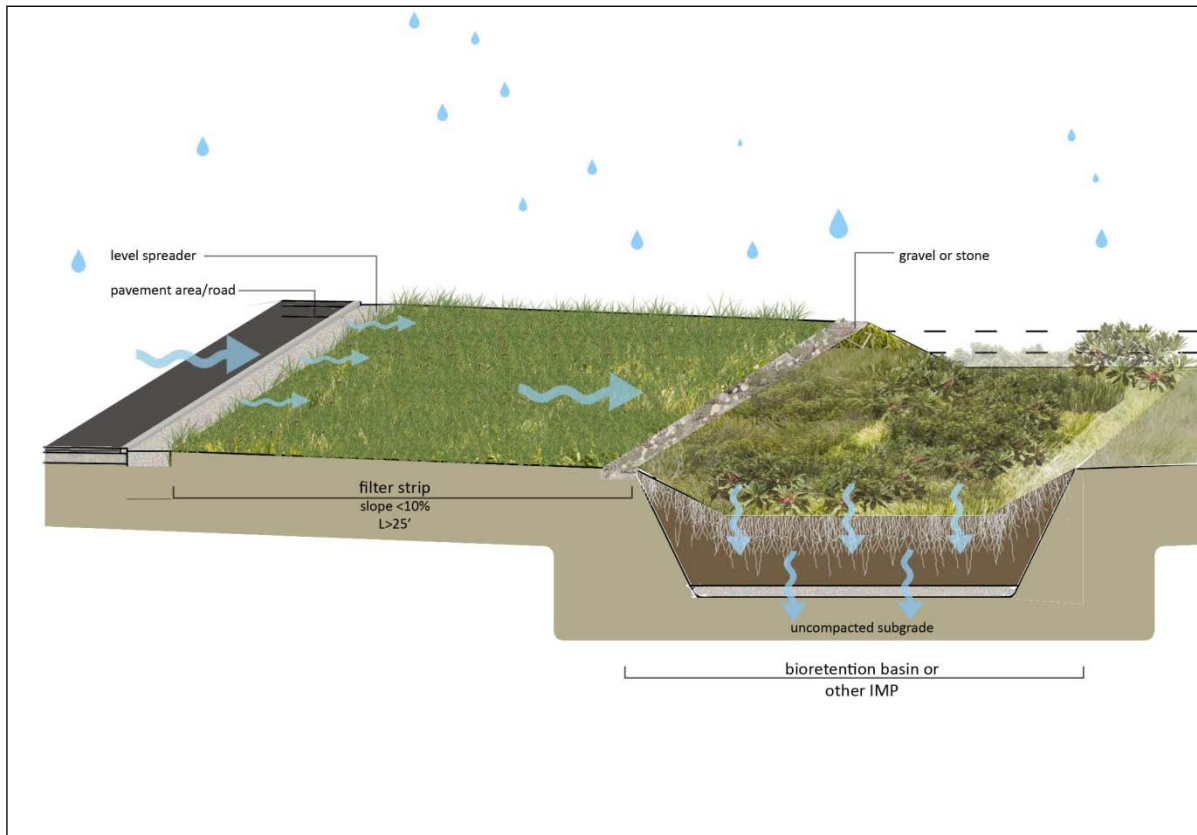 level spreader
pavement area/road
gravel or stone
filter strip
slope <10%
L>25'
uncompacted subgrade
bioretention basin or
other IMP